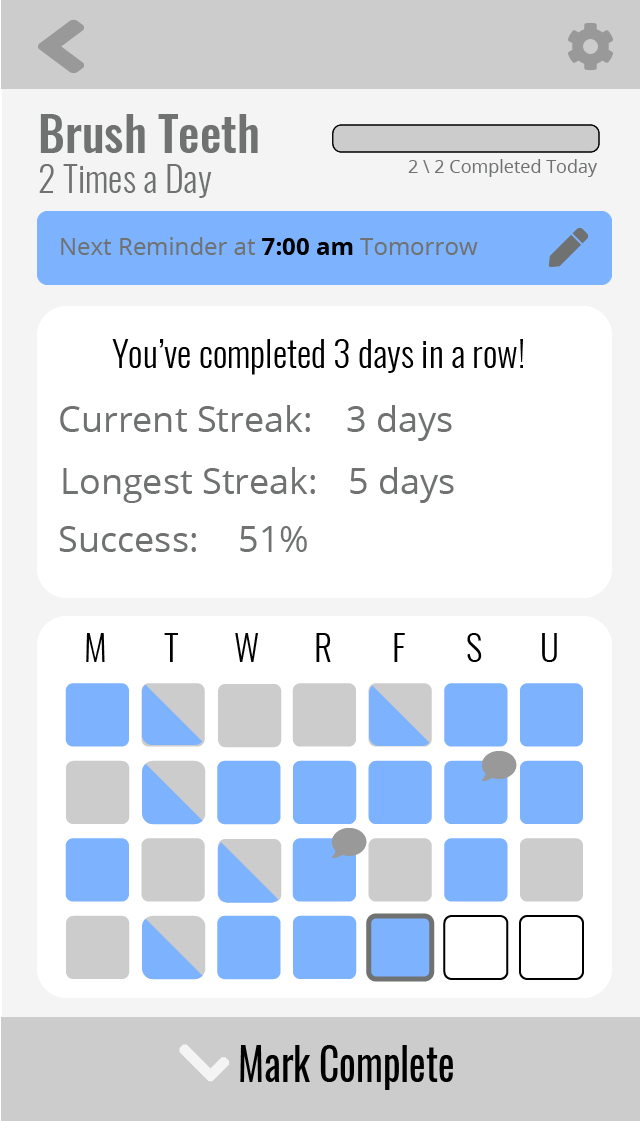 Brush Teeth
2 Times a Day
2 \ 2 Completed Today
Next Reminder at 7:00 am Tomorrow
You’ve completed 3 days in a row!
Current Streak: 3 days
Longest Streak: 5 days
Success: 51%
M T W R F S U
Mark Complete